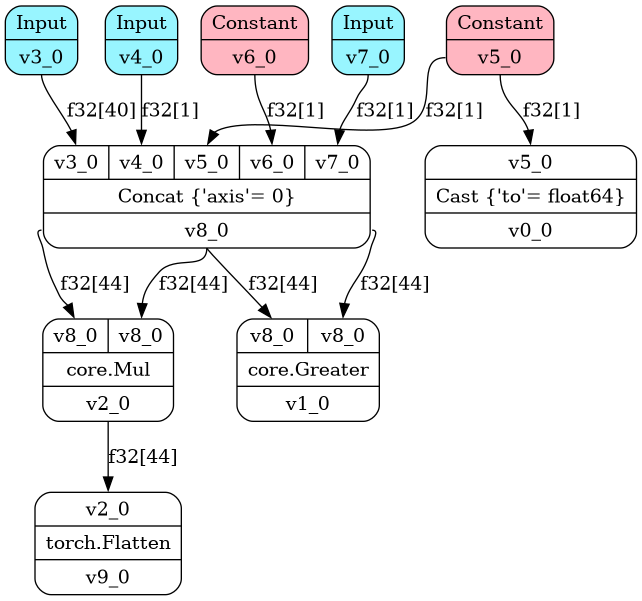 Input
v3_0
Input
v4_0
Constant
v6_0
Input
v7_0
Constant
v5_0
f32[40]
f32[1]
f32[1]
f32[1]
f32[1]
f32[1]
v3_0 v4_0 v5_0 v6_0 v7_0
Concat {'axis'= 0}
v8_0
v5_0
Cast {'to'= float64}
v0_0
f32[44]
f32[44]
f32[44]
f32[44]
v8_0 v8_0
core.Mul
v2_0
v8_0 v8_0
core.Greater
v1_0
f32[44]
v2_0
torch.Flatten
v9_0